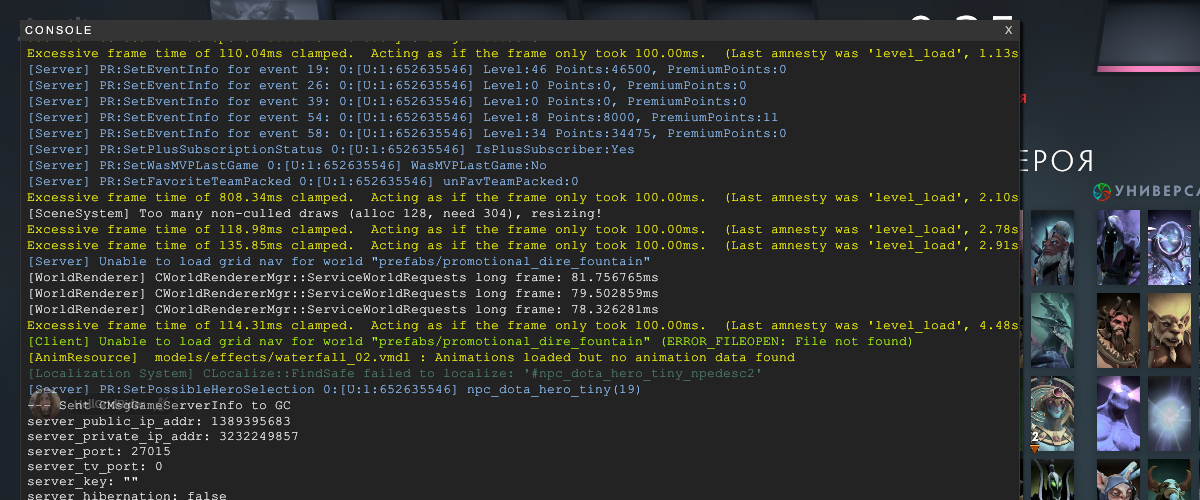 CONSOLE X
Excessive frame time of 110.04ms clamped.  Acting as if the frame only took 100.00ms.  (Last amnesty was 'level_load', 1.13s
[Server] PR:SetEventInfo for event 19: 0:[U:1:652635546] Level:46 Points:46500, PremiumPoints:0
[Server] PR:SetEventInfo for event 26: 0:[U:1:652635546] Level:0 Points:0, PremiumPoints:0
[Server] PR:SetEventInfo for event 39: 0:[U:1:652635546] Level:0 Points:0, PremiumPoints:0
[Server] PR:SetEventInfo for event 54: 0:[U:1:652635546] Level:8 Points:8000, PremiumPoints:11
[Server] PR:SetEventInfo for event 58: 0:[U:1:652635546] Level:34 Points:34475, PremiumPoints:0
[Server] PR:SetPlusSubscriptionStatus 0:[U:1:652635546] IsPlusSubscriber:Yes
[Server] PR:SetWasMVPLastGame 0:[U:1:652635546] WasMVPLastGame:No
[Server] PR:SetFavoriteTeamPacked 0:[U:1:652635546] unFavTeamPacked:0
Excessive frame time of 808.34ms clamped.  Acting as if the frame only took 100.00ms.  (Last amnesty was 'level_load', 2.10s
[SceneSystem] Too many non-culled draws (alloc 128, need 304), resizing!
Excessive frame time of 118.98ms clamped.  Acting as if the frame only took 100.00ms.  (Last amnesty was 'level_load', 2.78s
Excessive frame time of 135.85ms clamped.  Acting as if the frame only took 100.00ms.  (Last amnesty was 'level_load', 2.91s
[Server] Unable to load grid nav for world "prefabs/promotional_dire_fountain"
[WorldRenderer] CWorldRendererMgr::ServiceWorldRequests long frame: 81.756765ms
[WorldRenderer] CWorldRendererMgr::ServiceWorldRequests long frame: 79.502859ms
[WorldRenderer] CWorldRendererMgr::ServiceWorldRequests long frame: 78.326281ms
Excessive frame time of 114.31ms clamped.  Acting as if the frame only took 100.00ms.  (Last amnesty was 'level_load', 4.48s
[Client] Unable to load grid nav for world "prefabs/promotional_dire_fountain" (ERROR_FILEOPEN: File not found)
[AnimResource]  models/effects/waterfall_02.vmdl : Animations loaded but no animation data found
[Localization System] CLocalize::FindSafe failed to localize: '#npc_dota_hero_tiny_npedesc2'
[Server] PR:SetPossibleHeroSelection 0:[U:1:652635546] npc_dota_hero_tiny(19)
--- Sent CMsgGameServerInfo to GC
server_public_ip_addr: 1389395683
server_private_ip_addr: 3232249857
server_port: 27015
server_tv_port: 0
server_key: ""
server_hibernation: false
Я
ЕРОЯ
УНИВЕРСА
2